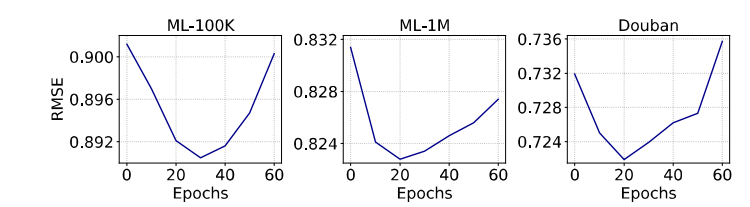 ML-100K
ML-1M
Douban
RMSE
0.900
0.896
0.892
0.832
0.828
0.824
0.736
0.732
0.728
0.724
0 20 40 60
0 20 40 60
0 20 40 60
Epochs
Epochs
Epochs